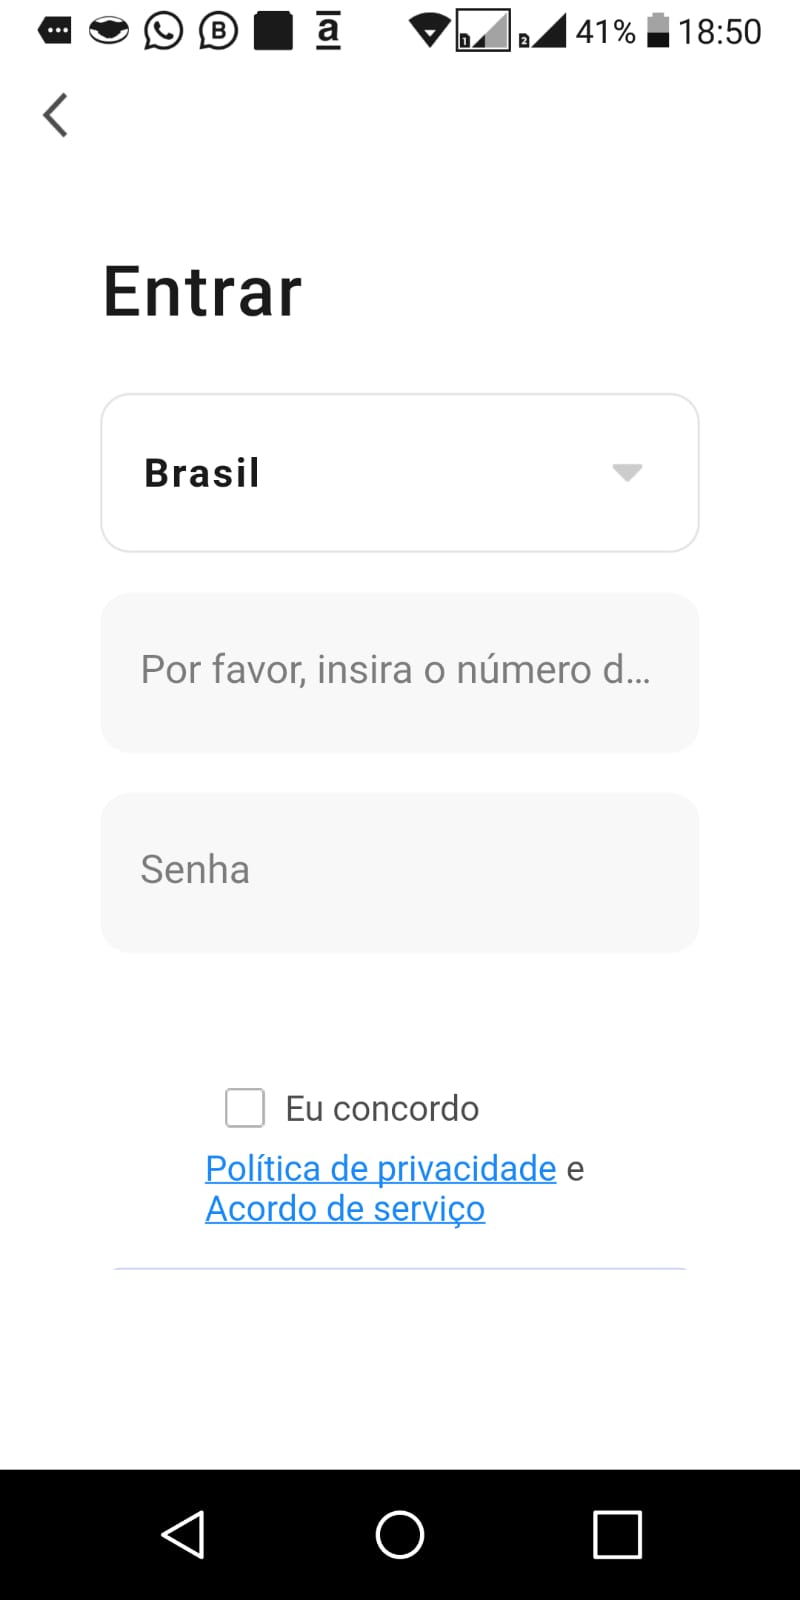 41% 18:50
Entrar
Brasil
Por favor, insira o número d...
Senha
Eu concordo
Política de privacidade e
Acordo de serviço